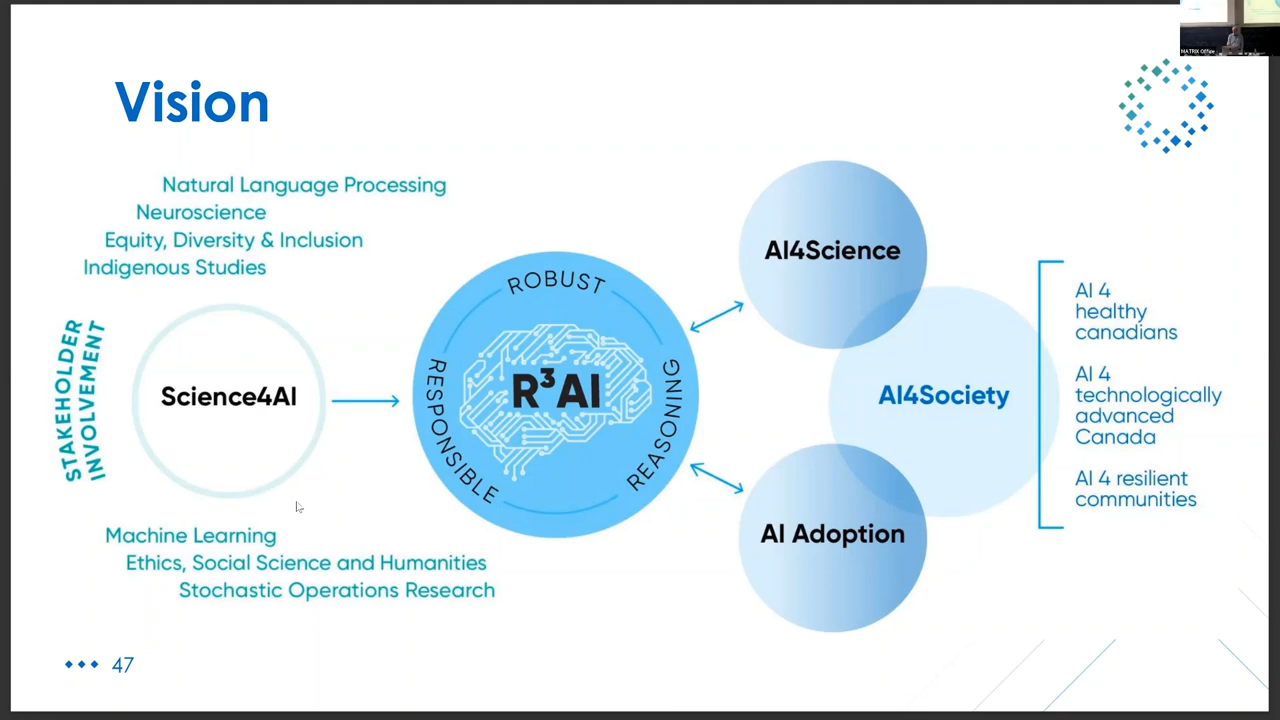 MATRIX Office
Vision
Natural Language Processing
Neuroscience
Equity, Diversity & Inclusion
Indigenous Studies
STAKEHOLDER
INVOLVEMENT
Science4AI
Machine Learning
Ethics, Social Science and Humanities
Stochastic Operations Research
ROBUST
RESPONSIBLE
REASONING
R³AI
AI4Science
AI4Society
AI Adoption
AI 4
healthy
canadians
AI 4
technologically
advanced
Canada
AI 4 resilient
communities
47